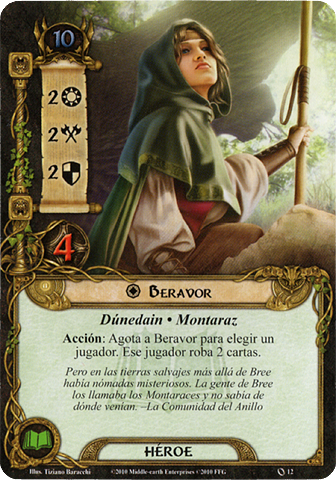 10
2
2
2
4
BERAVOR
Dúnedain • Montaraz
Acción: Agota a Beravor para elegir un
jugador. Ese jugador roba 2 cartas.
Pero en las tierras salvajes más allá de Bree
había nómadas misteriosos. La gente de Bree
los llamaba los Montaraces y no sabía de
dónde venían. –La Comunidad del Anillo
HÉROE
Illus. Tiziano Baracchi ©2010 Middle-earth Enterprises ©2010 FFG 12